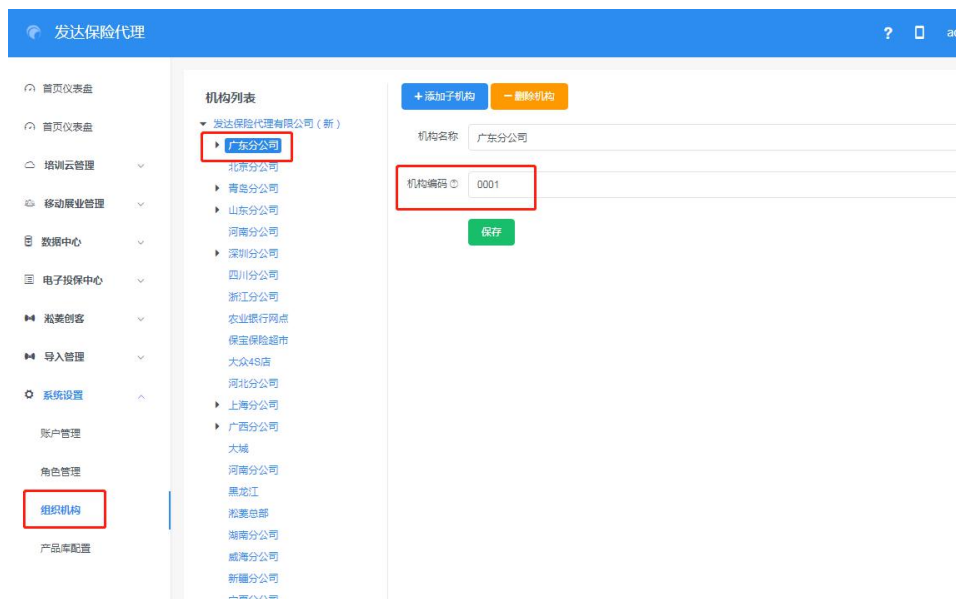 发达保险代理
?
首页仪表盘
首页仪表盘
培训云管理
移动展业管理
数据中心
电子投保中心
淞美创客
导入管理
系统设置
账户管理
角色管理
组织机构
产品库配置
机构列表
发达保险代理有限公司（新）
广东分公司
北京分公司
青岛分公司
山东分公司
河南分公司
深圳分公司
四川分公司
浙江分公司
农业银行网点
保宝保险超市
大众4S店
河北分公司
上海分公司
广西分公司
大城
河南分公司
黑龙江
湖南分公司
威海分公司
新疆分公司
宁夏分公司
+添加子机构
-删除机构
机构名称
广东分公司
机构编码
0001
保存